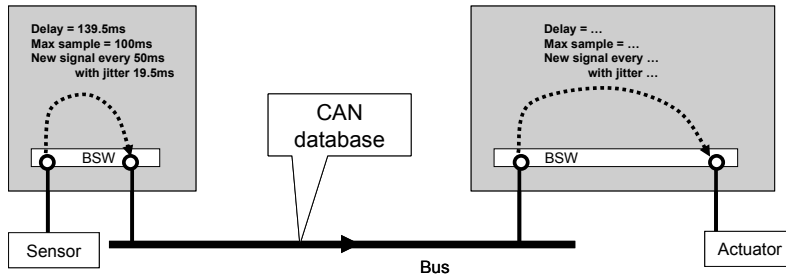 Delay = 139.5ms
Max sample = 100ms
New signal every 50ms
with jitter 19.5ms
BSW
Sensor
CAN
database
Bus
Delay = ...
Max sample = ...
New signal every ...
with jitter ...
BSW
Actuator